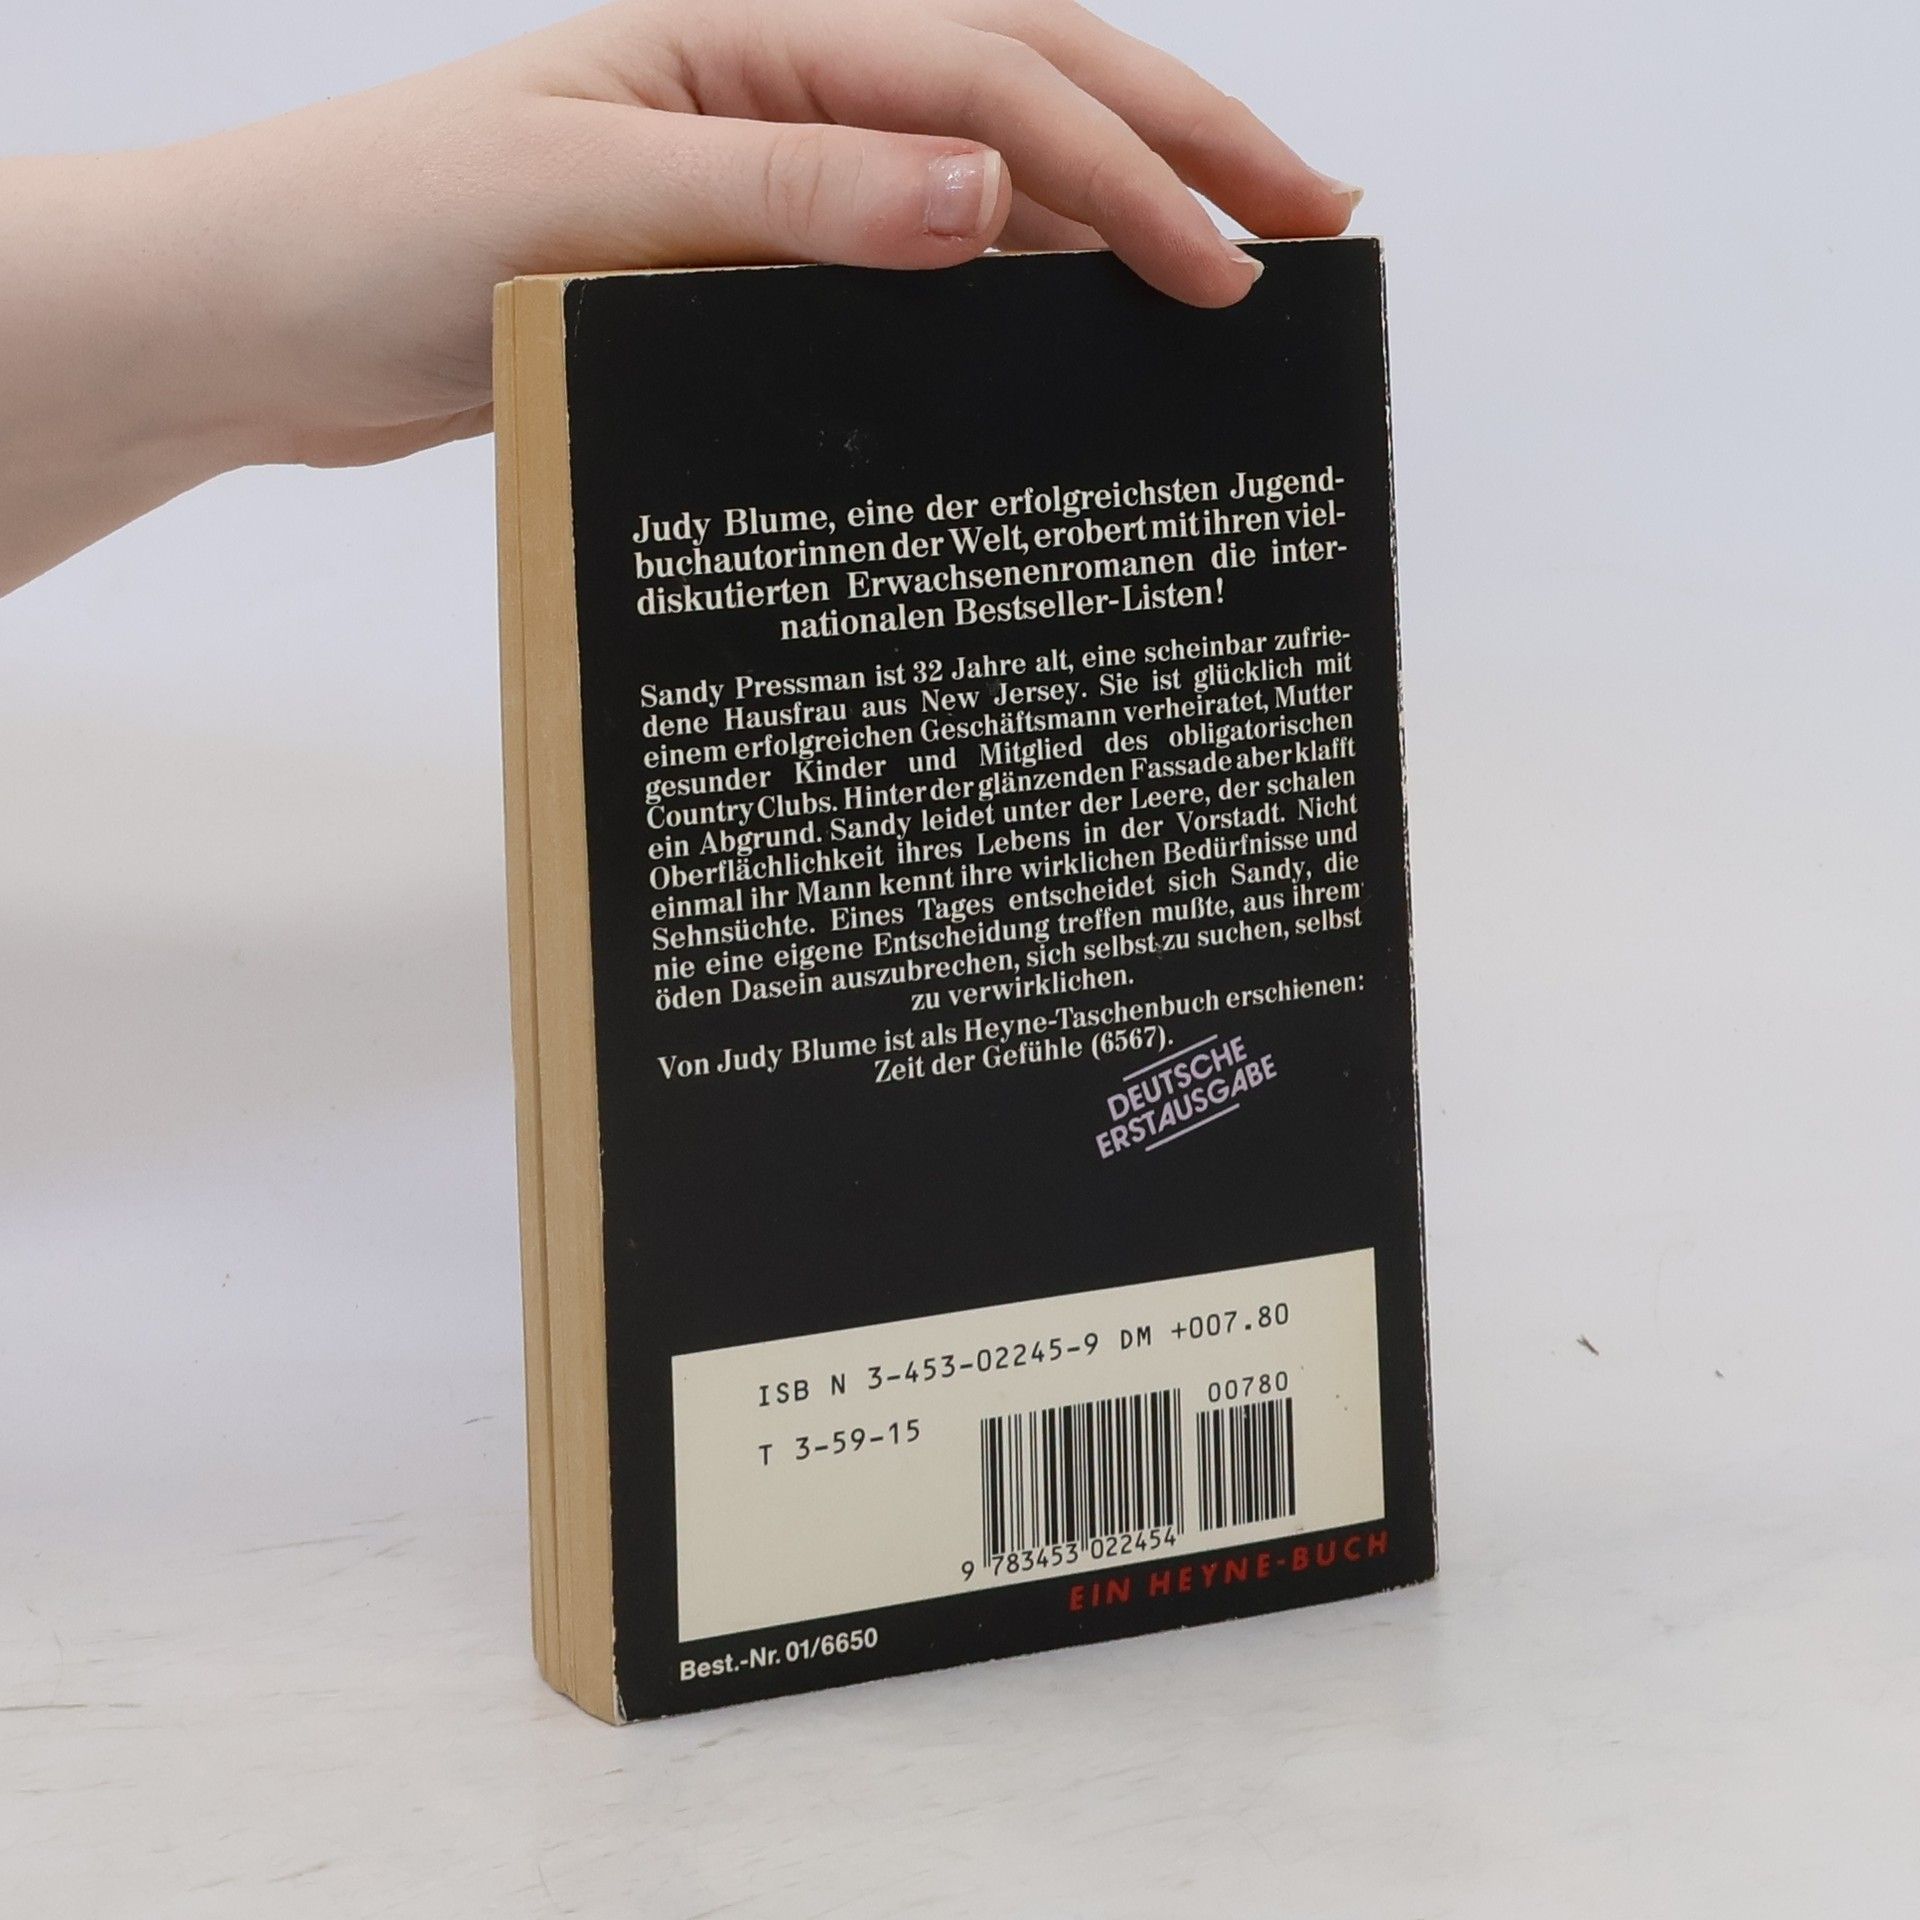 Judy Blume, eine der erfolgreichsten Jugend-
buchautorinnen der Welt, erobert mit ihren viel-
diskutierten Erwachsenenromanen die inter-
nationalen Bestseller-Listen!
Sandy Pressman ist 32 Jahre alt, eine scheinbar zufrie-
dene Hausfrau aus New Jersey. Sie ist glücklich mit
einem erfolgreichen Geschäftsmann verheiratet, Mutter
gesunder Kinder und Mitglied des obligatorischen
Country Clubs. Hinter der glänzenden Fassade aber klafft
ein Abgrund. Sandy leidet unter der Leere, der schalen
Oberflächlichkeit ihres Lebens in der Vorstadt. Nicht
einmal ihr Mann kennt ihre wirklichen Bedürfnisse und
Sehnsüchte. Eines Tages entscheidet sich Sandy, die
nie eine eigene Entscheidung treffen mußte, aus ihrem
öden Dasein auszubrechen, sich selbst zu suchen, selbst
zu verwirklichen.
Von Judy Blume ist als Heyne-Taschenbuch erschienen:
Zeit der Gefühle (6567).
DEUTSCHE
ERSTAUSGABE
ISB N 3-453-02245-9 DM +007.80
T 3-59-15
00780
9 783453 022454
EIN HEYNE-BUCH
Best.-Nr. 01/6650